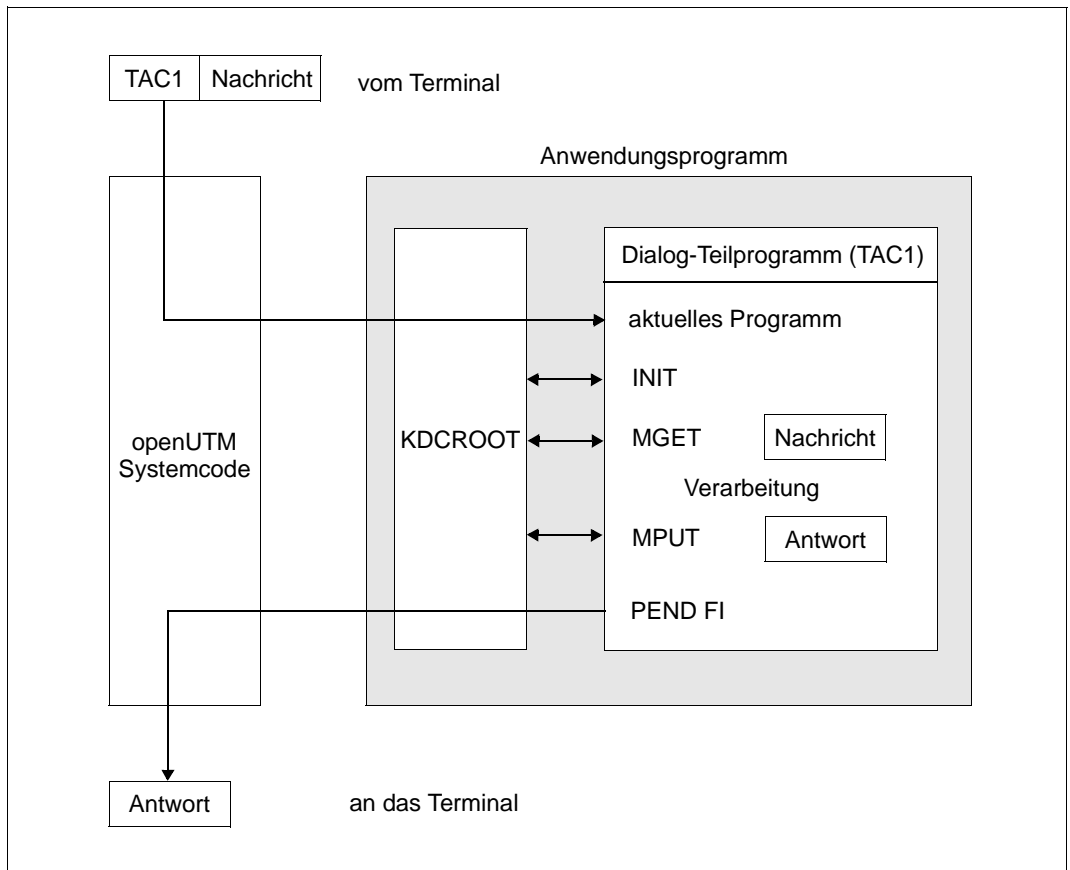 TAC1 Nachricht vom Terminal
Anwendungsprogramm
Dialog-Teilprogramm (TAC1)
aktuelles Programm
INIT
openUTM
Systemcode
KDCROOT
MGET Nachricht
Verarbeitung
MPUT Antwort
PEND FI
Antwort an das Terminal